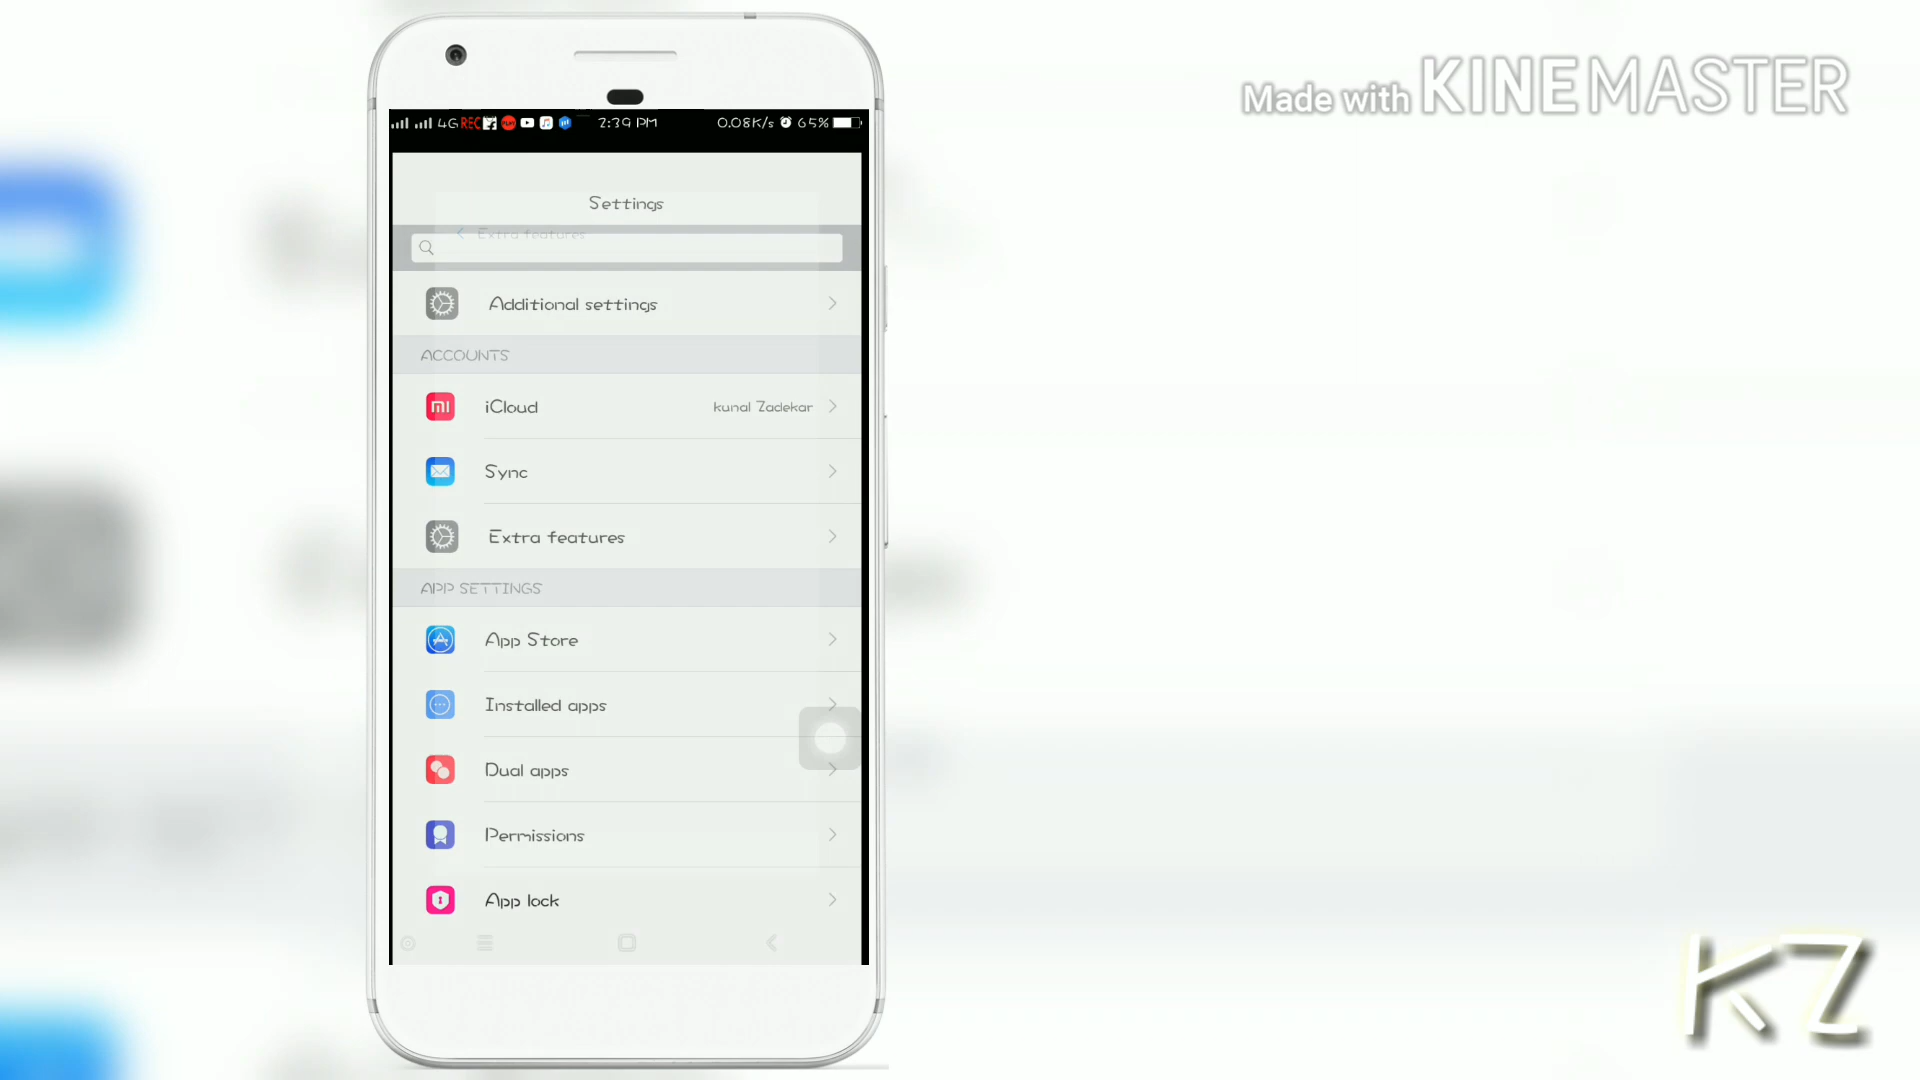 Made with KINEMASTER
4G REC 2:39 PM 0.08K/s 65%
Settings
Extra features
Additional settings
ACCOUNTS
iCloud kunal Zadekar
Sync
Extra features
APP SETTINGS
App Store
Installed apps
Dual apps
Permissions
App lock
KZ